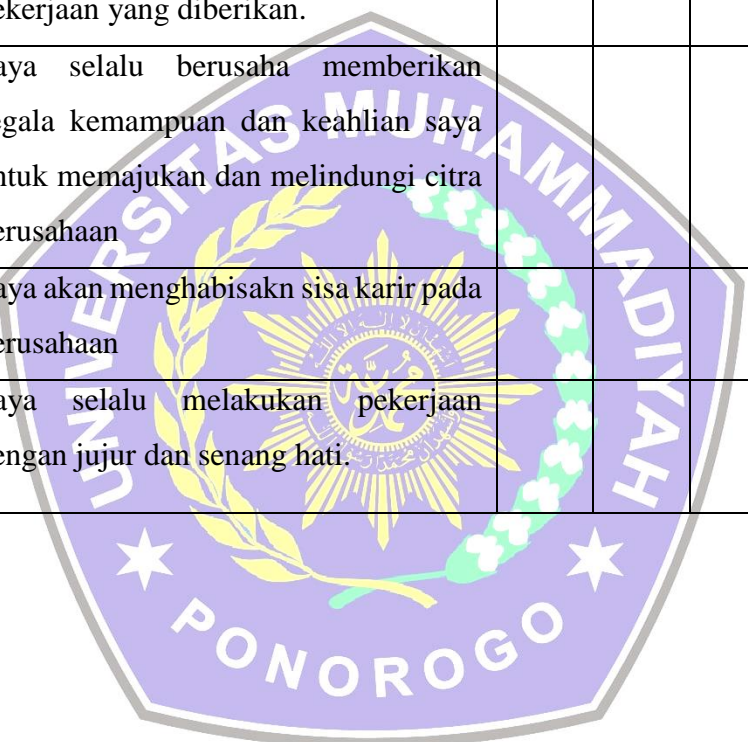 ekerjaan yang diberikan.
aya selalu berusaha memberikan
egala kemampuan dan keahlian saya
ntuk memajukan dan melindungi citra
erusahaan
aya akan menghabisakn sisa karir pada
erusahaan
aya selalu melakukan pekerjaan
engan jujur dan senang hati.
UNIVERSITAS MUHAMMADIYAH
PONOROGO
محمد